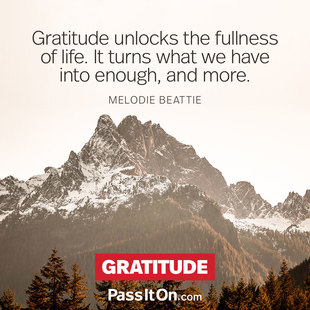 Gratitude unlocks the fullness
of life. It turns what we have
into enough, and more.
MELODIE BEATTIE
GRATITUDE
PassItOn.com